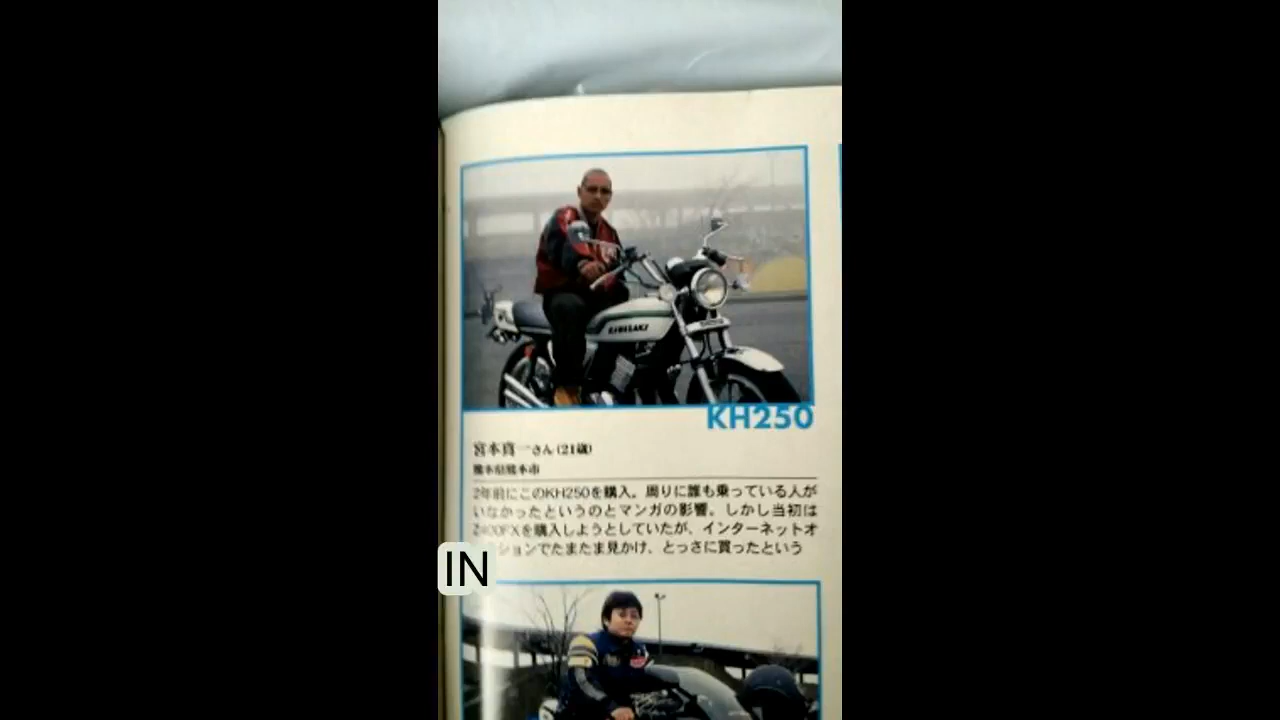 KAWASAKI
KH250
宮本真一さん(21歳)
熊本県熊本市
2年前にこのKH250を購入。周りに誰も乗っている人が
いなかったというのとマンガの影響。しかし当初は
Z400FXを購入しようとしていたが、インターネットオ
ークションでたまたま見かけ、とっさに買ったという
IN